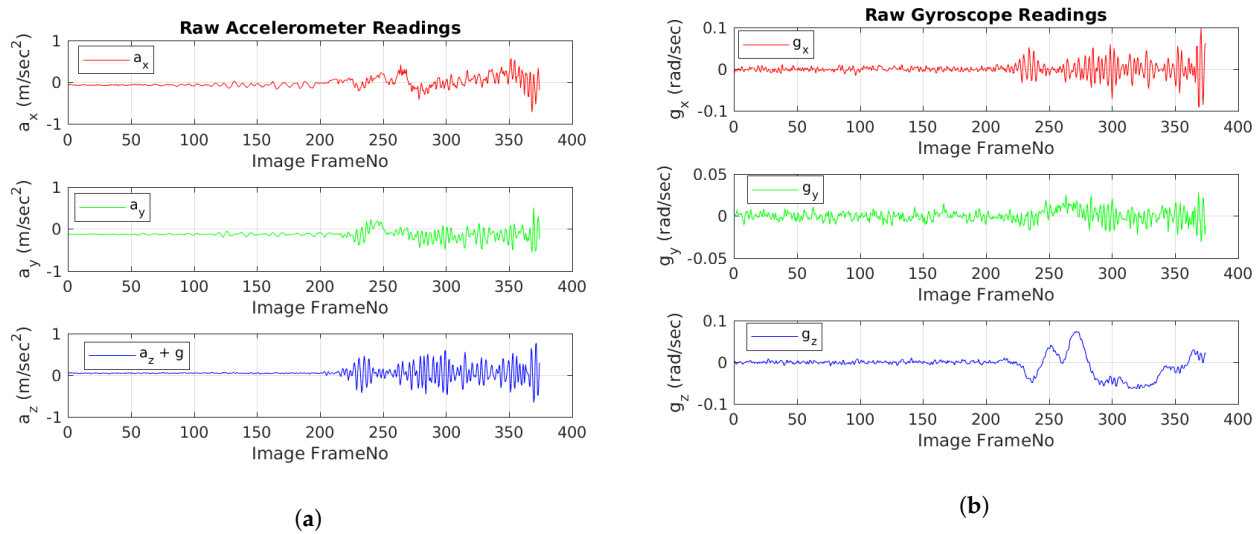 Raw Accelerometer Readings
1
0
-1
a_x (m/sec²)
a_x
0 50 100 150 200 250 300 350 400
Image FrameNo
1
0
-1
a_y (m/sec²)
a_y
0 50 100 150 200 250 300 350 400
Image FrameNo
1
0
-1
a_z (m/sec²)
a_z + g
0 50 100 150 200 250 300 350 400
Image FrameNo
(a)
Raw Gyroscope Readings
0.1
0
-0.1
g_x (rad/sec)
g_x
0 50 100 150 200 250 300 350 400
Image FrameNo
0.05
0
-0.05
g_y (rad/sec)
g_y
0 50 100 150 200 250 300 350 400
Image FrameNo
0.1
0
-0.1
g_z (rad/sec)
g_z
0 50 100 150 200 250 300 350 400
Image FrameNo
(b)